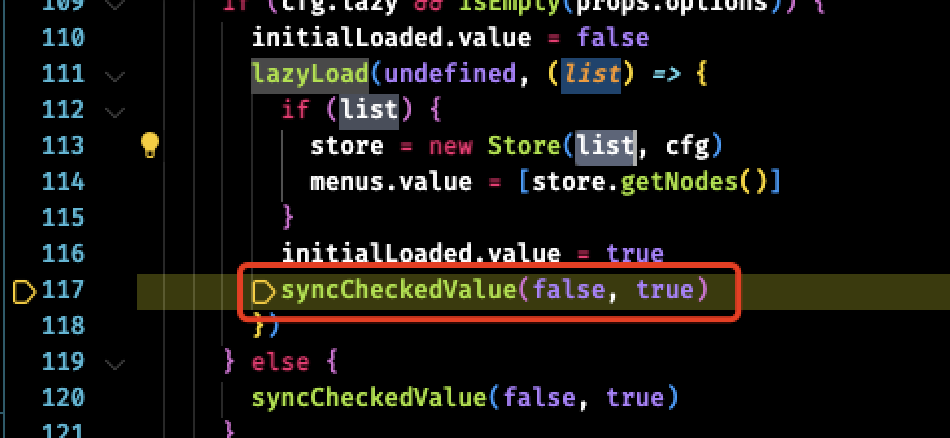 109 if (cfg.lazy && isEmpty(props.options)) {
110 initialLoaded.value = false
111 lazyLoad(undefined, (list) => {
112 if (list) {
113 store = new Store(list, cfg)
114 menus.value = [store.getNodes()]
115 }
116 initialLoaded.value = true
117 syncCheckedValue(false, true)
118 })
119 } else {
120 syncCheckedValue(false, true)
121 }